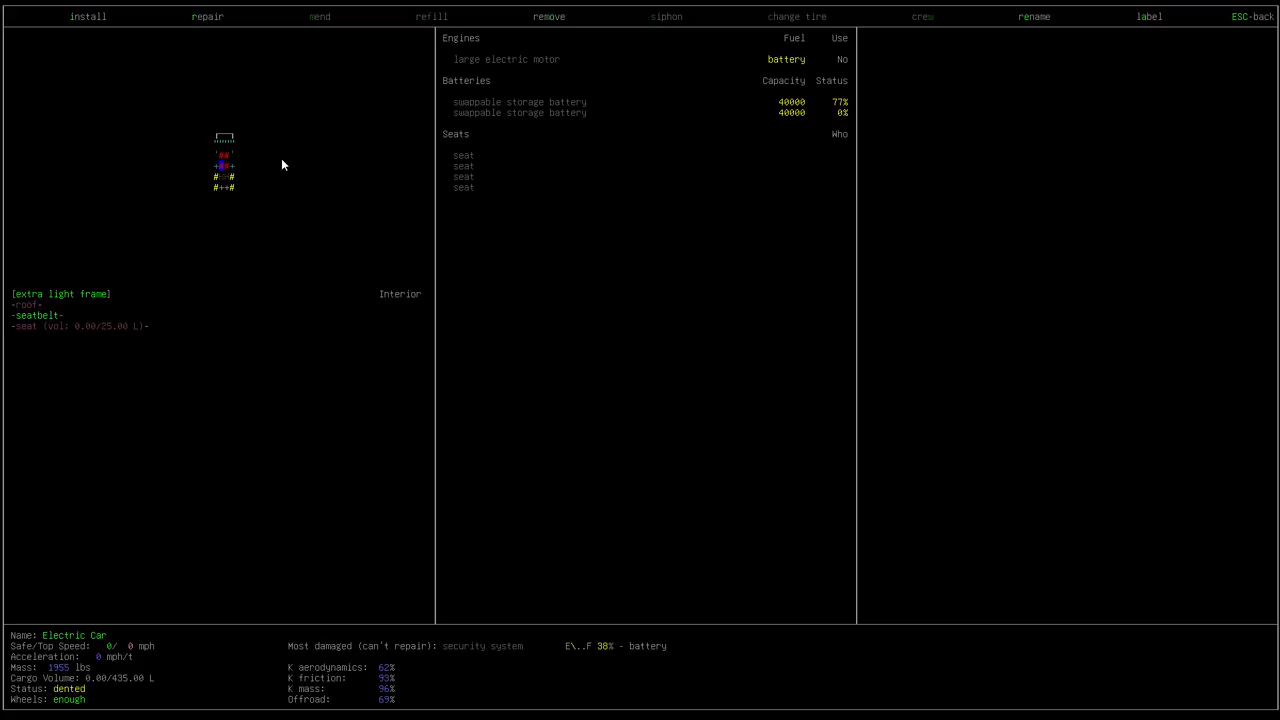 install repair mend refill remove siphon change tire crew rename label ESC-back
Engines Fuel Use
large electric motor battery No
Batteries Capacity Status
swappable storage battery 40000 77%
swappable storage battery 40000 0%
Seats Who
seat
seat
seat
seat
[extra light frame] Interior
-roof-
-seatbelt-
-seat (vol: 0.00/25.00 L)-
Name: Electric Car
Safe/Top Speed: 0/ 0 mph Most damaged (can't repair): security system E\..F 38% - battery
Acceleration: 0 mph/t
Mass: 1955 lbs K aerodynamics: 62%
Cargo Volume: 0.00/435.00 L K friction: 93%
Status: dented K mass: 96%
Wheels: enough Offroad: 69%